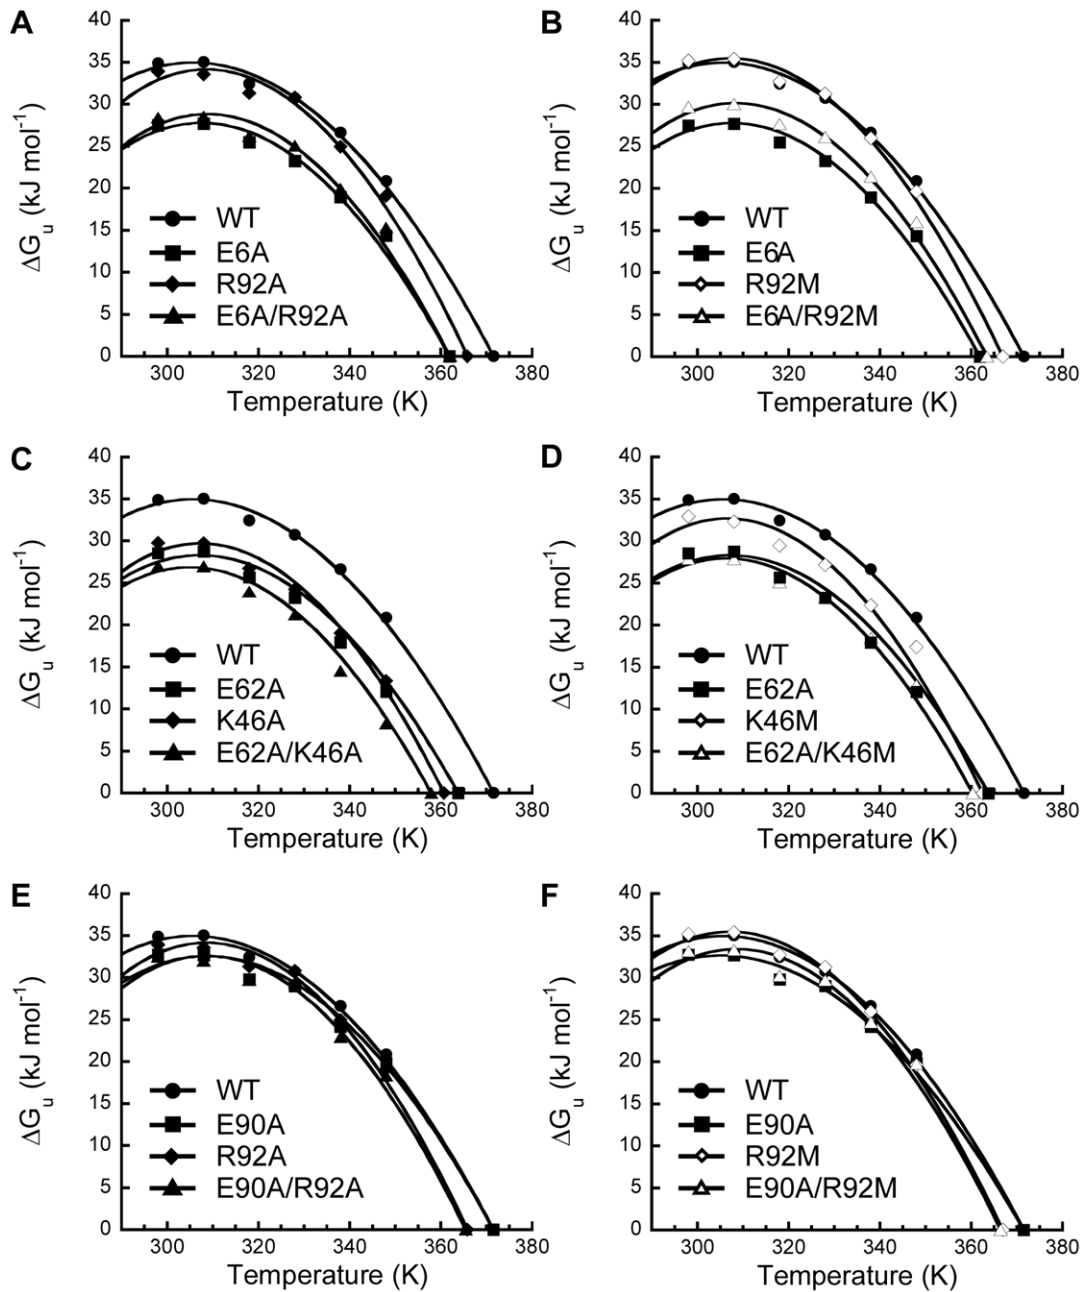 A
ΔGu (kJ mol⁻¹)
40
35
30
25
20
15
10
5
0
WT
E6A
R92A
E6A/R92A
300 320 340 360 380
Temperature (K)
B
ΔGu (kJ mol⁻¹)
40
35
30
25
20
15
10
5
0
WT
E6A
R92M
E6A/R92M
300 320 340 360 380
Temperature (K)
C
ΔGu (kJ mol⁻¹)
40
35
30
25
20
15
10
5
0
WT
E62A
K46A
E62A/K46A
300 320 340 360 380
Temperature (K)
D
ΔGu (kJ mol⁻¹)
40
35
30
25
20
15
10
5
0
WT
E62A
K46M
E62A/K46M
300 320 340 360 380
Temperature (K)
E
ΔGu (kJ mol⁻¹)
40
35
30
25
20
15
10
5
0
WT
E90A
R92A
E90A/R92A
300 320 340 360 380
Temperature (K)
F
ΔGu (kJ mol⁻¹)
40
35
30
25
20
15
10
5
0
WT
E90A
R92M
E90A/R92M
300 320 340 360 380
Temperature (K)